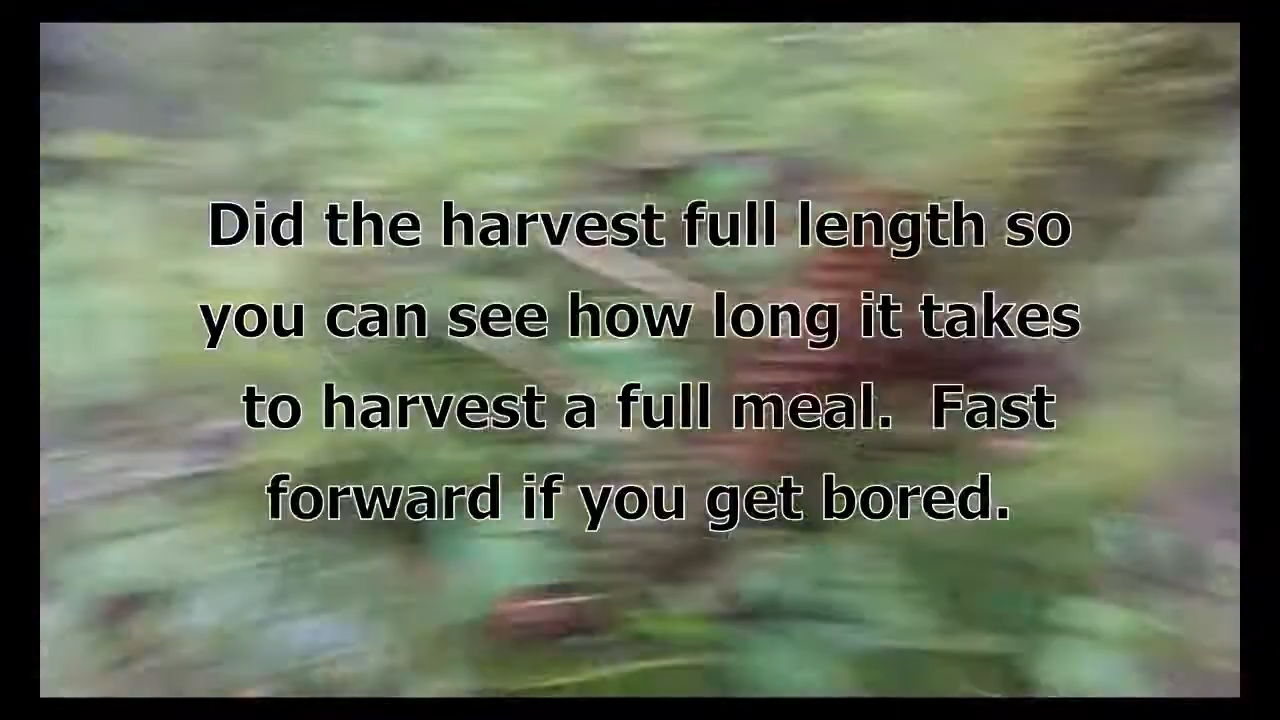 Did the harvest full length so
you can see how long it takes
to harvest a full meal.  Fast
forward if you get bored.